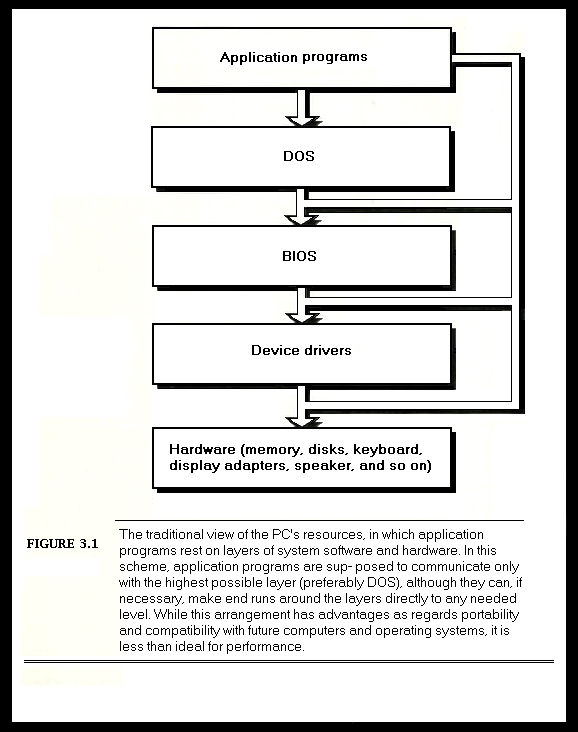 Application programs
DOS
BIOS
Device drivers
Hardware (memory, disks, keyboard,
display adapters, speaker, and so on)
FIGURE 3.1
The traditional view of the PC's resources, in which application
programs rest on layers of system software and hardware. In this
scheme, application programs are sup- posed to communicate only
with the highest possible layer (preferably DOS), although they can, if
necessary, make end runs around the layers directly to any needed
level. While this arrangement has advantages as regards portability
and compatibility with future computers and operating systems, it is
less than ideal for performance.